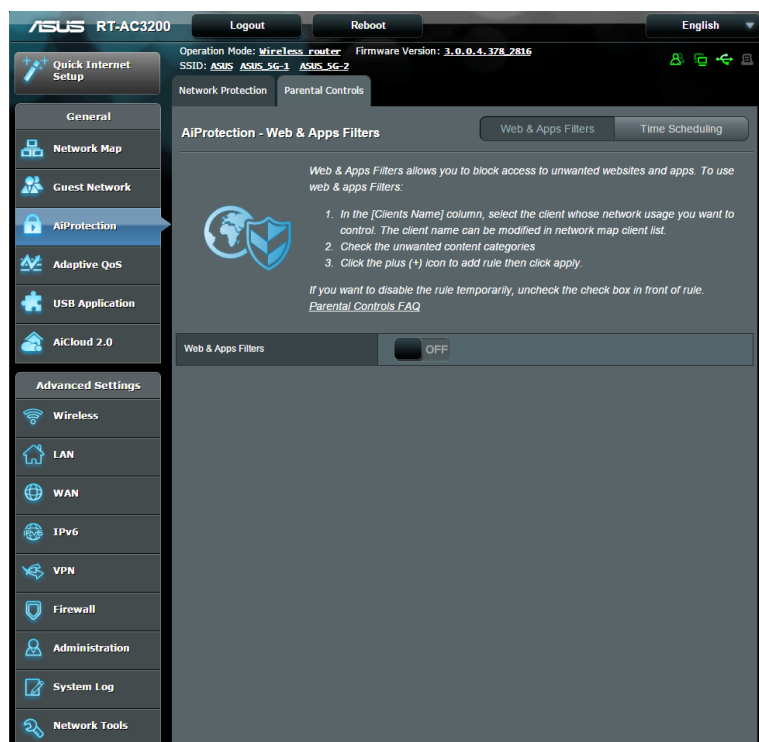 ASUS RT-AC3200
Logout
Reboot
English
Quick Internet
Setup
Operation Mode: Wireless router Firmware Version: 3.0.0.4.378_2816
SSID: ASUS ASUS_5G-1 ASUS_5G-2
Network Protection
Parental Controls
General
Network Map
Guest Network
AiProtection
Adaptive QoS
USB Application
AiCloud 2.0
Advanced Settings
Wireless
LAN
WAN
IPv6
IPv6
VPN
Firewall
Administration
System Log
Network Tools
AiProtection - Web & Apps Filters
Web & Apps Filters
Time Scheduling
Web & Apps Filters allows you to block access to unwanted websites and apps. To use
web & apps Filters:
1. In the [Clients Name] column, select the client whose network usage you want to
control. The client name can be modified in network map client list.
2. Check the unwanted content categories
3. Click the plus (+) icon to add rule then click apply.
If you want to disable the rule temporarily, uncheck the check box in front of rule.
Parental Controls FAQ
Web & Apps Filters
OFF